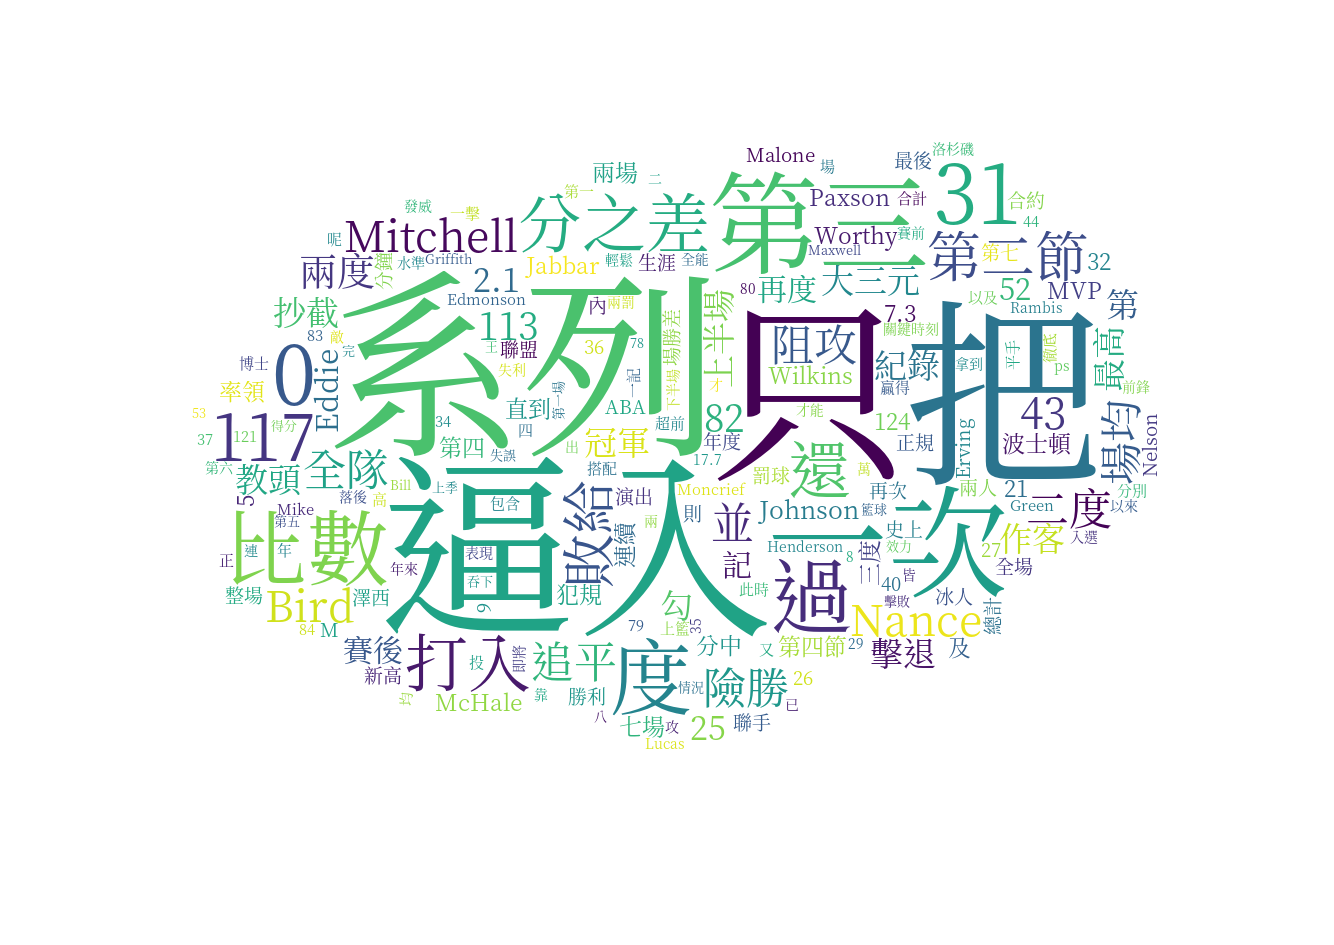 洛杉磯
Malone
最後
場
兩場
二
第一
第三
31
Paxson
合計
合約
發威
一擊
分之差
44
Mitchell
Worthy
賽前
呢
第二節
第七
Maxwell
兩度
分鐘
水準
Griffith
Jabbar
輕鬆
生涯
全能
32
2.1
再度
大三元
52
MVP
80
以及
第
Edmonson
內
兩罰
系列
抄截
113
上半場
7.3
Rambis
83
敵
場勝差
只
把
阻攻
關鍵時刻
王
聯盟
36
78
平手
徹底
最高
完
博士
0
Eddie
失利
紀錄
拿到
ps
Wilkins
贏得
前鋒
率領
一記
下半場
才
第一場
直到
ABA
82
才能
43
場均
53
117
得分
34
四
超前
124
Erving
Nelson
37
121
第四
出
冠軍
年度
正規
波士頓
第六
失誤
17.7
還
萬
教頭
全隊
搭配
罰球
5
落後
高
Bill
上季
逼
入
Moncrief
再次
兩人
21
分別
三次
二度
包含
敗給
演出
Mike
則
並
Johnson
籃球
Green
以來
比數
第五
兩
史上
連續
作客
入選
正
連
年
表現
記
Henderson
三度
效力
27
年來
8
全場
吞下
過
皆
40
整場
Bird
澤西
9
犯規
勾
此時
擊敗
冰人
總計
84
M
79
上籃
35
Nance
賽後
打入
即將
追平
度
分中
又
第四節
29
擊退
及
新高
投
均
McHale
靠
勝利
情況
險勝
26
已
八
七場
攻
25
聯手
Lucas